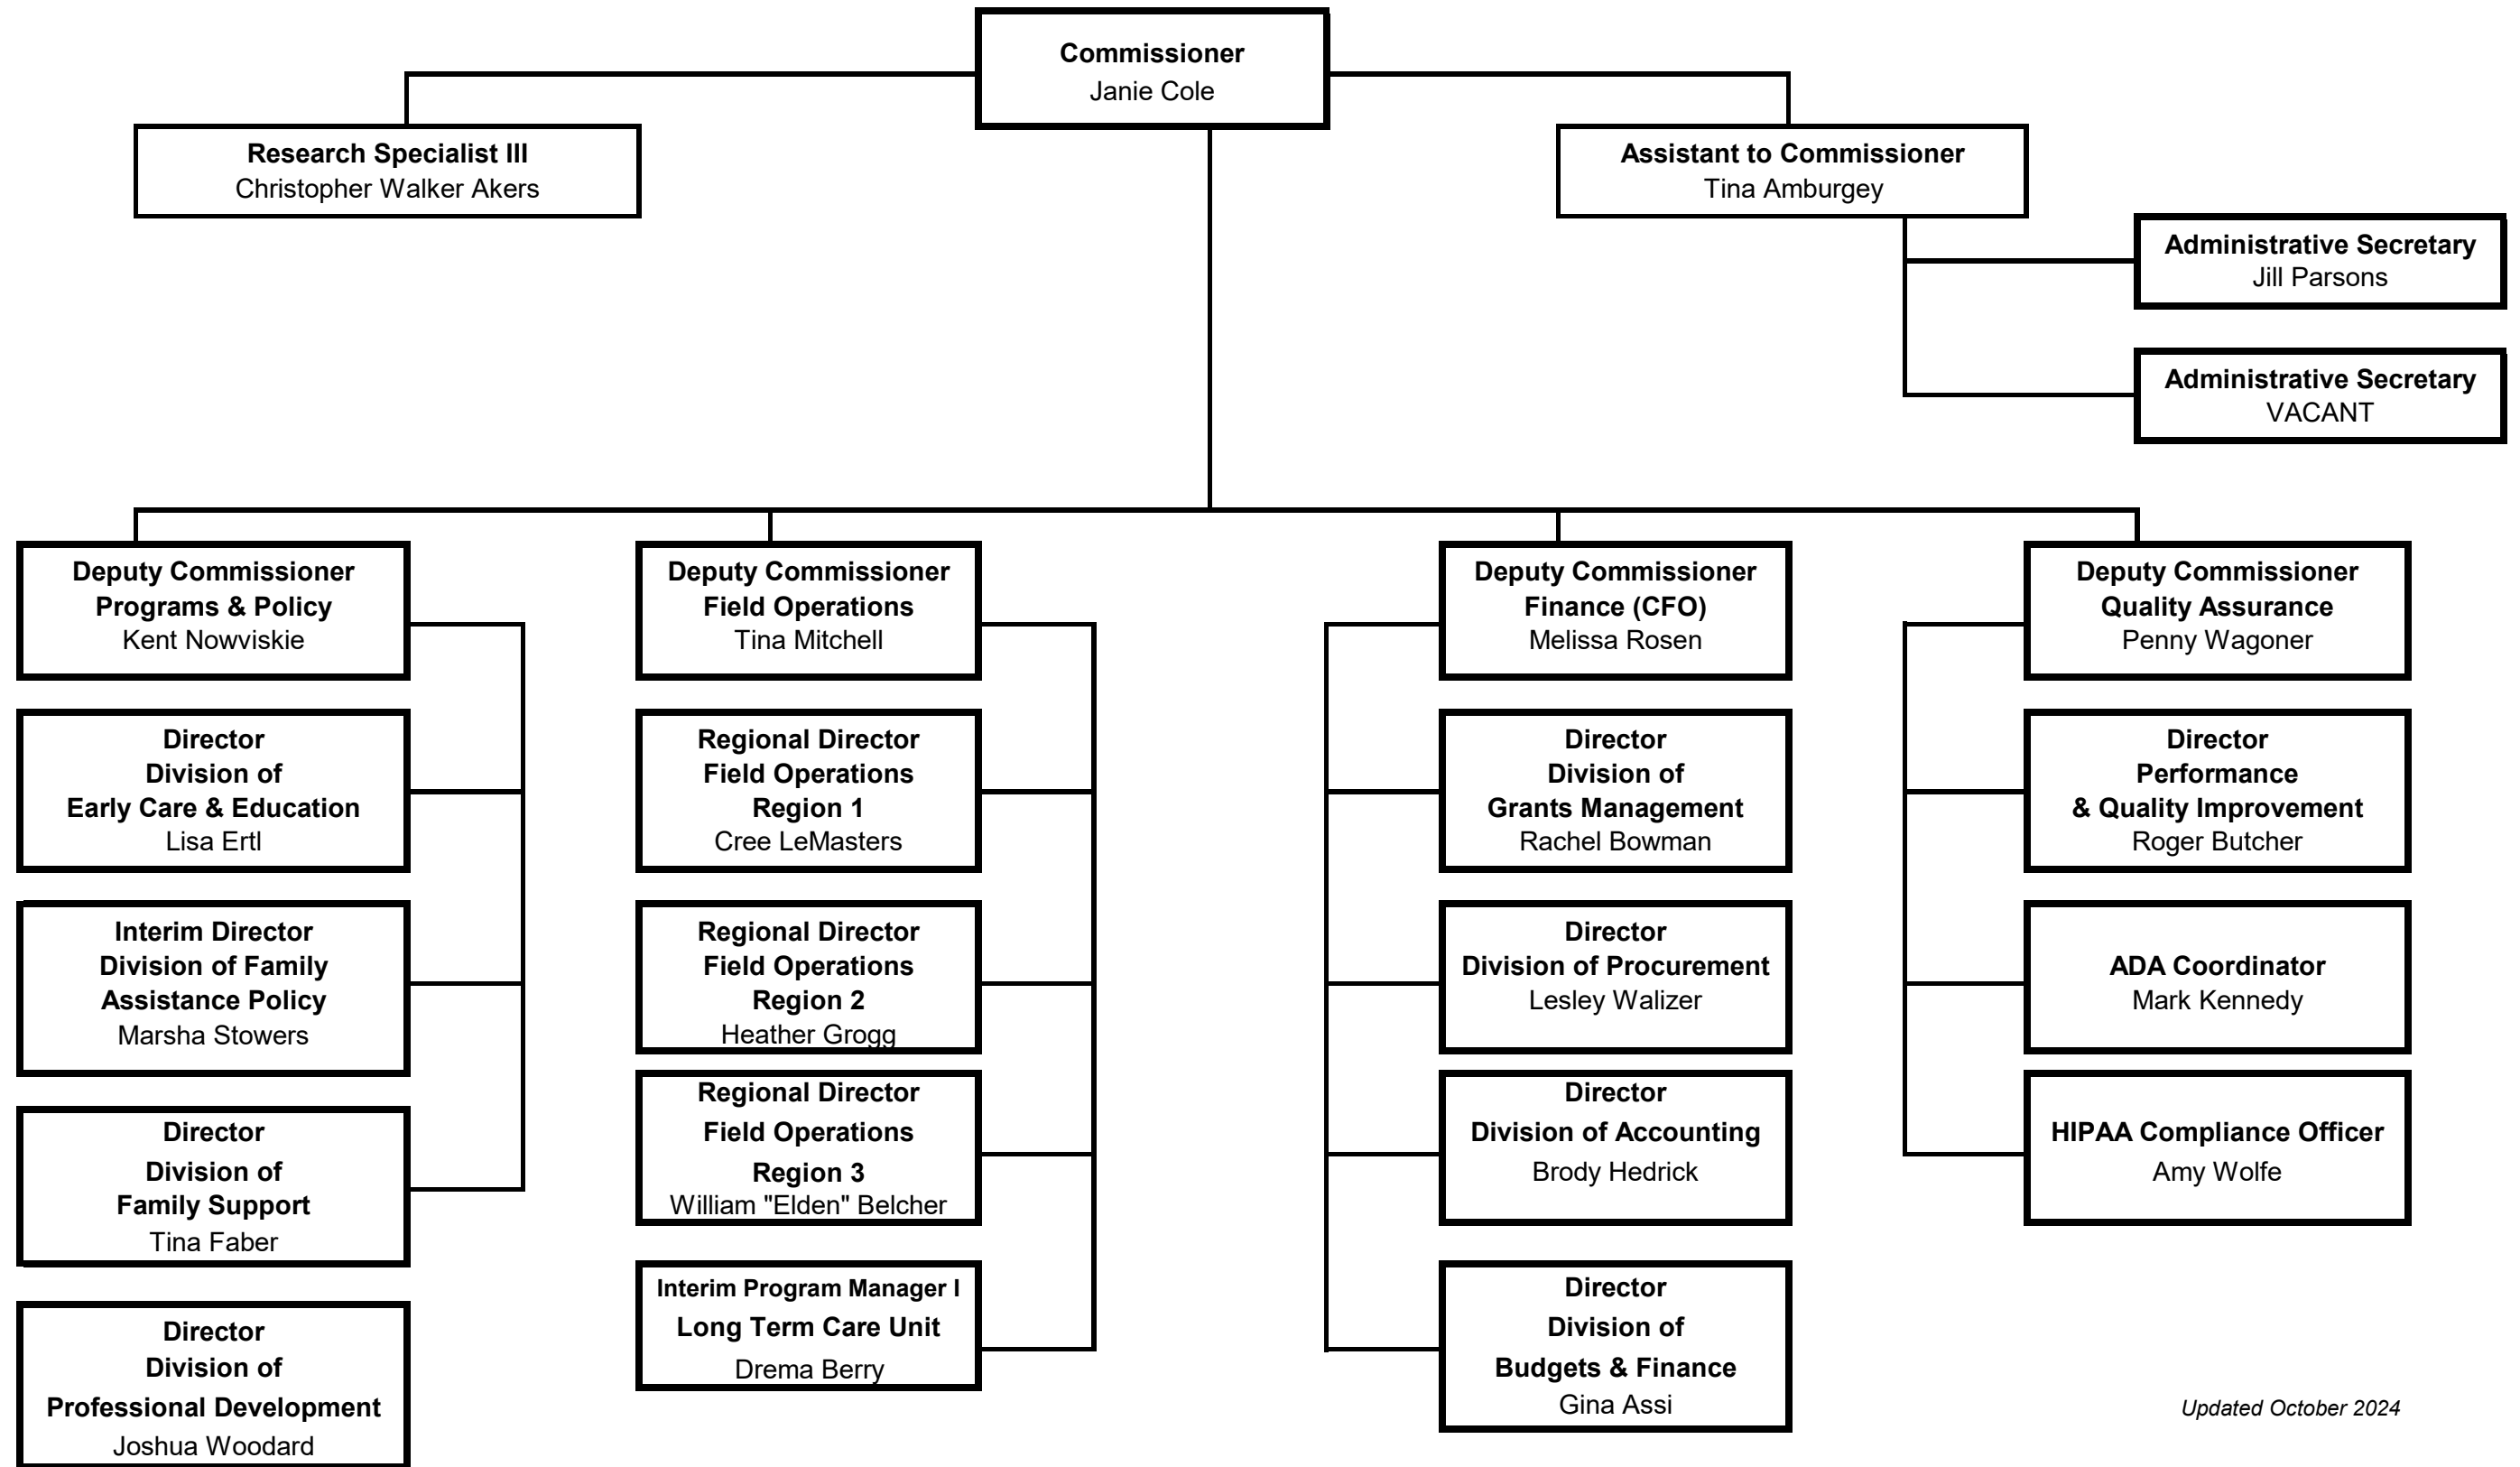 Commissioner
Janie Cole
Research Specialist III
Christopher Walker Akers
Assistant to Commissioner
Tina Amburgey
Administrative Secretary
Jill Parsons
Administrative Secretary
VACANT
Deputy Commissioner
Programs & Policy
Kent Nowviskie
Director
Division of
Early Care & Education
Lisa Ertl
Interim Director
Division of Family
Assistance Policy
Marsha Stowers
Director
Division of
Family Support
Tina Faber
Director
Division of
Professional Development
Joshua Woodard
Deputy Commissioner
Field Operations
Tina Mitchell
Regional Director
Field Operations
Region 1
Cree LeMasters
Regional Director
Field Operations
Region 2
Heather Grogg
Regional Director
Field Operations
Region 3
William "Elden" Belcher
Interim Program Manager I
Long Term Care Unit
Drema Berry
Deputy Commissioner
Finance (CFO)
Melissa Rosen
Director
Division of
Grants Management
Rachel Bowman
Director
Division of Procurement
Lesley Walizer
Director
Division of Accounting
Brody Hedrick
Director
Division of
Budgets & Finance
Gina Assi
Deputy Commissioner
Quality Assurance
Penny Wagoner
Director
Performance
& Quality Improvement
Roger Butcher
ADA Coordinator
Mark Kennedy
HIPAA Compliance Officer
Amy Wolfe
Updated October 2024